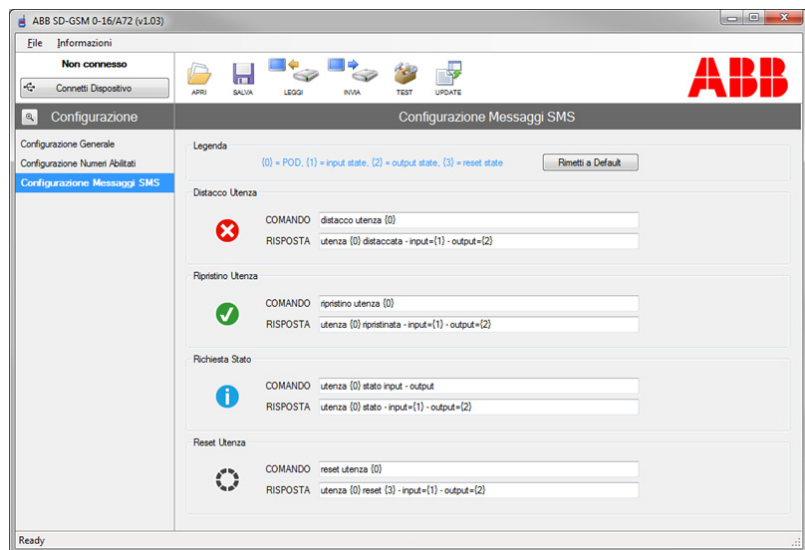 ABB SD-GSM 0-16/A72 (v1.03)
File Informazioni
Non connesso
Connetti Dispositivo
APRI SALVA LEGGI INVIA TEST UPDATE
ABB
Configurazione
Configurazione Messaggi SMS
Configurazione Generale
Configurazione Numeri Abilitati
Configurazione Messaggi SMS
Legenda
{0} = POD, {1} = input state, {2} = output state, {3} = reset state
Rimetti a Default
Distacco Utenza
COMANDO distacco utenza {0}
RISPOSTA utenza {0} distaccata - input={1} - output={2}
Ripristino Utenza
COMANDO ripristino utenza {0}
RISPOSTA utenza {0} ripristinata - input={1} - output={2}
Richiesta Stato
COMANDO utenza {0} stato input - output
RISPOSTA utenza {0} stato - input={1} - output={2}
Reset Utenza
COMANDO reset utenza {0}
RISPOSTA utenza {0} reset {3} - input={1} - output={2}
Ready